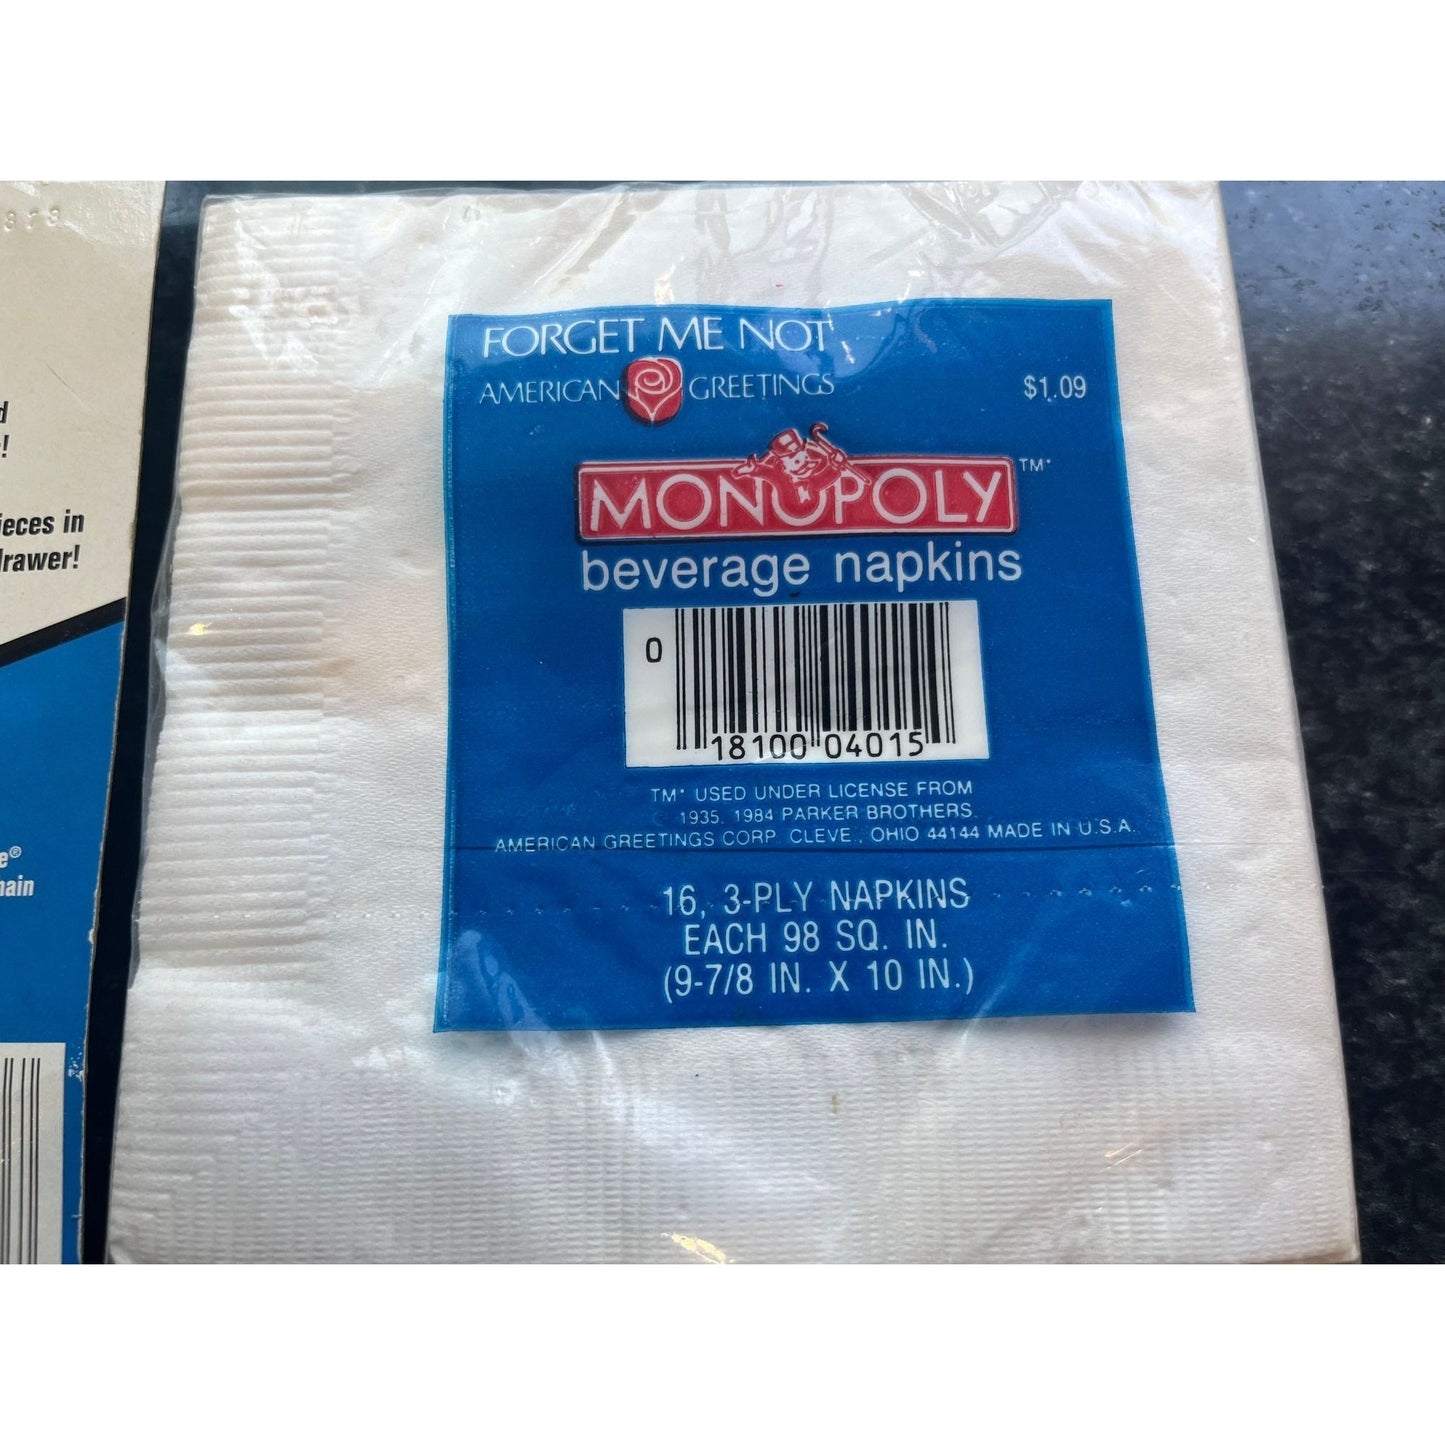 FORGET ME NOT
AMERICAN GREETINGS
$1.09
MONOPOLY™
beverage napkins
0
18100 04015
TM* USED UNDER LICENSE FROM
1935, 1984 PARKER BROTHERS.
AMERICAN GREETINGS CORP. CLEVE., OHIO 44144 MADE IN U.S.A.
16, 3-PLY NAPKINS
EACH 98 SQ. IN.
(9-7/8 IN. X 10 IN.)
ieces in
drawer!
e®